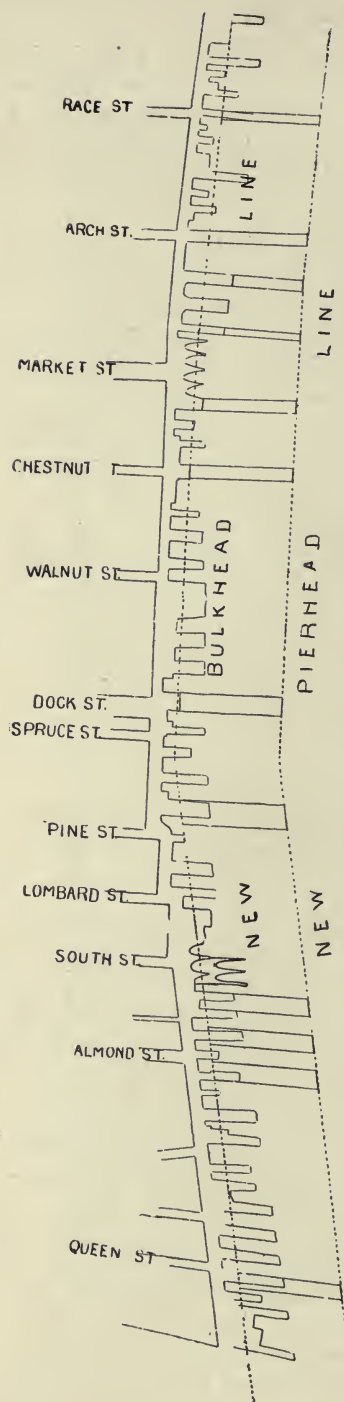 RACE ST
ARCH ST.
MARKET ST
CHESTNUT
WALNUT ST.
DOCK ST.
SPRUCE ST.
PINE ST.
LOMBARD ST.
SOUTH ST.
ALMOND ST.
QUEEN ST
NEW BULKHEAD LINE
NEW PIERHEAD LINE